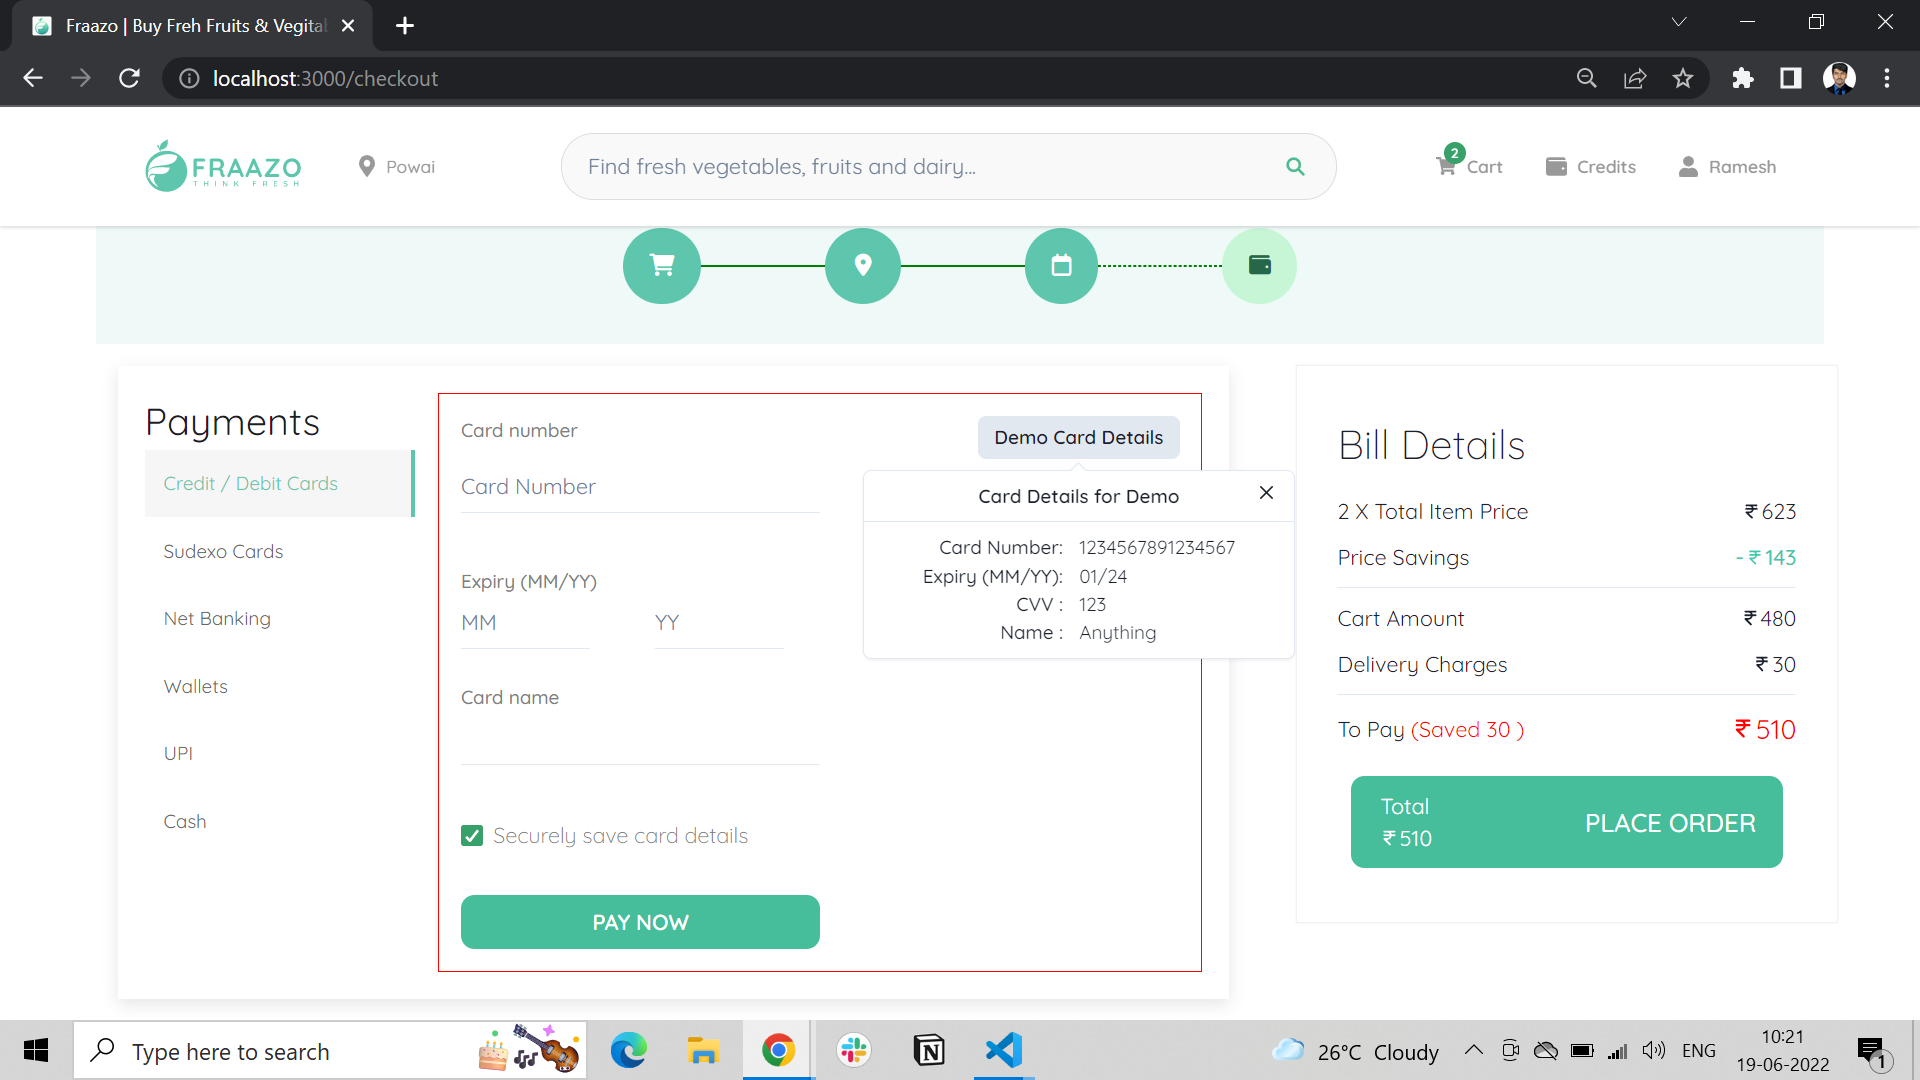 Fraazo | Buy Freh Fruits & Vegital
localhost:3000/checkout
FRAAZO
THINK FRESH
Powai
Find fresh vegetables, fruits and dairy...
2
Cart
Credits
Ramesh
Payments
Credit / Debit Cards
Sudexo Cards
Net Banking
Wallets
UPI
Cash
Card number
Card Number
Expiry (MM/YY)
MM YY
Card name
Securely save card details
PAY NOW
Demo Card Details
Card Details for Demo
Card Number: 1234567891234567
Expiry (MM/YY): 01/24
CVV : 123
Name : Anything
Bill Details
2 X Total Item Price ₹ 623
Price Savings - ₹ 143
Cart Amount ₹ 480
Delivery Charges ₹ 30
To Pay (Saved 30 ) ₹ 510
Total
₹ 510
PLACE ORDER
Type here to search
26°C Cloudy
ENG
10:21
19-06-2022
1